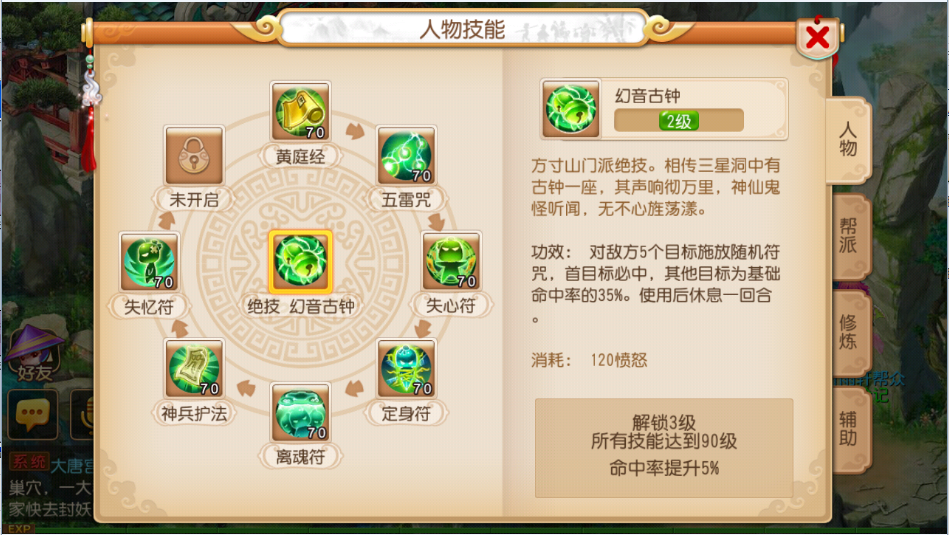 人物技能
幻音古钟
2级
方寸山门派绝技。相传三星洞中有
古钟一座，其声响彻万里，神仙鬼
怪听闻，无不心旌荡漾。
功效： 对敌方5个目标施放随机符
咒，首目标必中，其他目标为基础
命中率的35%。使用后休息一回合
。
消耗： 120愤怒
解锁3级
所有技能达到90级
命中率提升5%
70
黄庭经
70
五雷咒
70
失心符
70
定身符
70
离魂符
70
神兵护法
70
失忆符
未开启
绝技 幻音古钟
人物
帮派
修炼
辅助
好友
系统 大唐官
巢穴，一大
家快去封妖
EXP
帮众
记